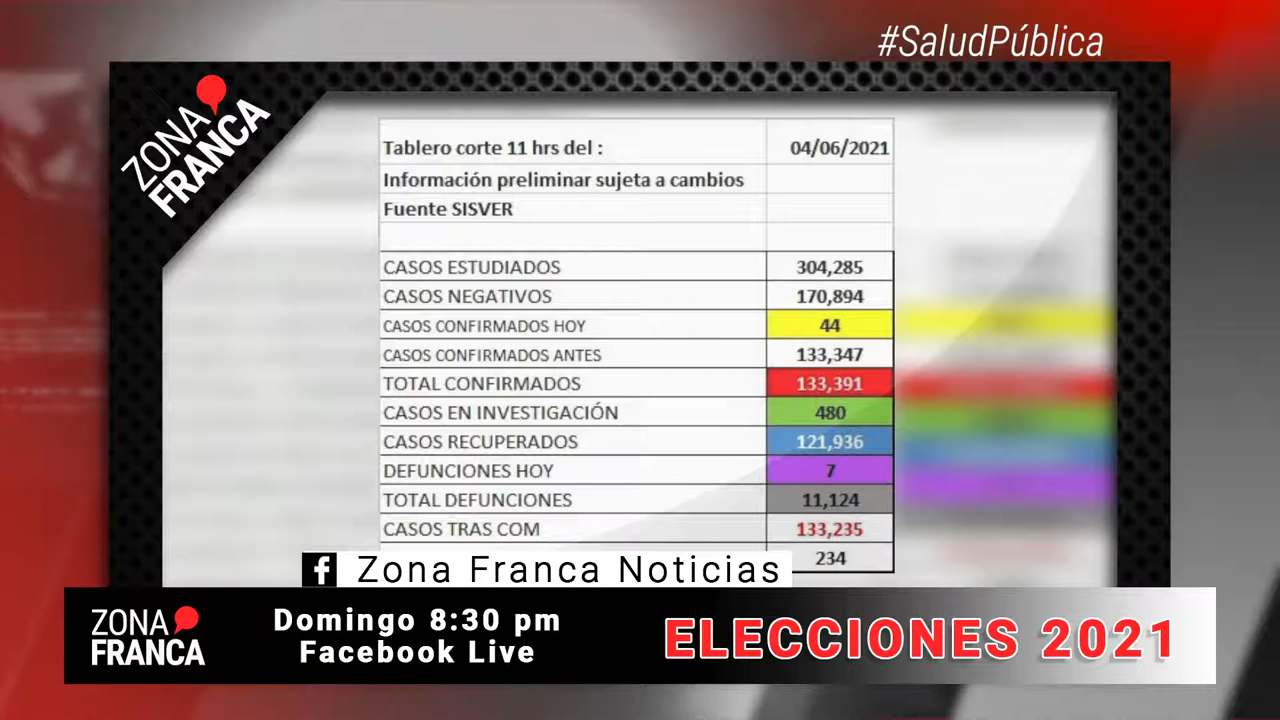 #SaludPública
ZONA
FRANCA
Tablero corte 11 hrs del : 04/06/2021
Información preliminar sujeta a cambios
Fuente SISVER
CASOS ESTUDIADOS 304,285
CASOS NEGATIVOS 170,894
CASOS CONFIRMADOS HOY 44
CASOS CONFIRMADOS ANTES 133,347
TOTAL CONFIRMADOS 133,391
CASOS EN INVESTIGACIÓN 480
CASOS RECUPERADOS 121,936
DEFUNCIONES HOY 7
TOTAL DEFUNCIONES 11,124
CASOS TRAS COM 133,235
234
f Zona Franca Noticias
ZONA
FRANCA
Domingo 8:30 pm
Facebook Live
ELECCIONES 2021